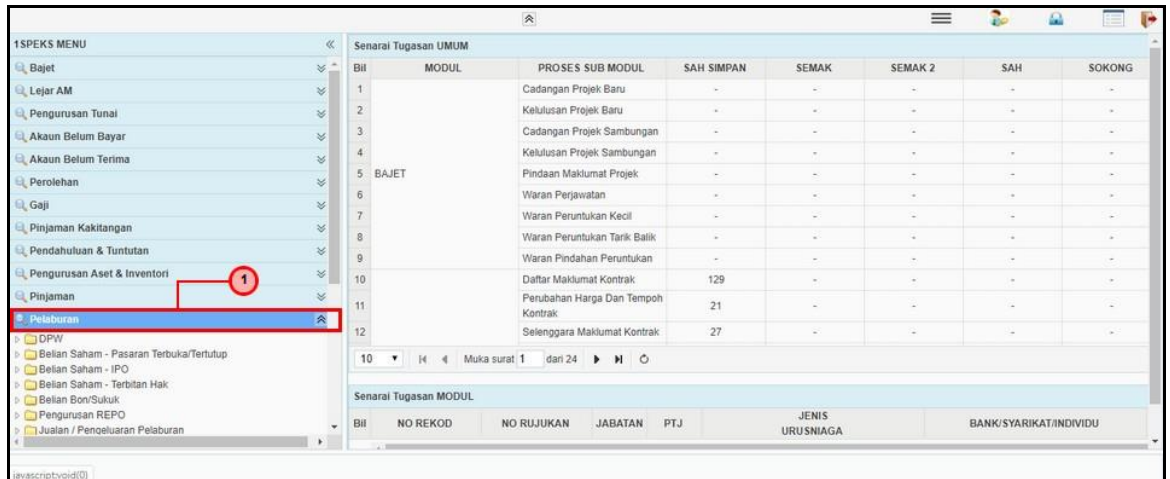 1SPEKS MENU
Bajet
Lejar AM
Pengurusan Tunai
Akaun Belum Bayar
Akaun Belum Terima
Perolehan
Gaji
Pinjaman Kakitangan
Pendahuluan & Tuntutan
Pengurusan Aset & Inventori
Pinjaman
1
Pelaburan
DPW
Belian Saham - Pasaran Terbuka/Tertutup
Belian Saham - IPO
Belian Saham - Terbitan Hak
Belian Bon/Sukuk
Pengurusan REPO
Jualan / Pengeluaran Pelaburan
Senarai Tugasan UMUM
Bil MODUL PROSES SUB MODUL SAH SIMPAN SEMAK SEMAK 2 SAH SOKONG
1 Cadangan Projek Baru - - - - -
2 Kelulusan Projek Baru - - - - -
3 Cadangan Projek Sambungan - - - - -
4 Kelulusan Projek Sambungan - - - - -
5 BAJET Pindaan Maklumat Projek - - - - -
6 Waran Perjawatan - - - - -
7 Waran Peruntukan Kecil - - - - -
8 Waran Peruntukan Tarik Balik - - - - -
9 Waran Pindahan Peruntukan - - - - -
10 Daftar Maklumat Kontrak 129 - - - -
11 Perubahan Harga Dan Tempoh
Kontrak 21 - - - -
12 Selenggara Maklumat Kontrak 27 - - - -
10 Muka surat 1 dari 24
Senarai Tugasan MODUL
Bil NO REKOD NO RUJUKAN JABATAN PTJ JENIS
URUSNIAGA BANK/SYARIKAT/INDIVIDU
javascript:void(0)